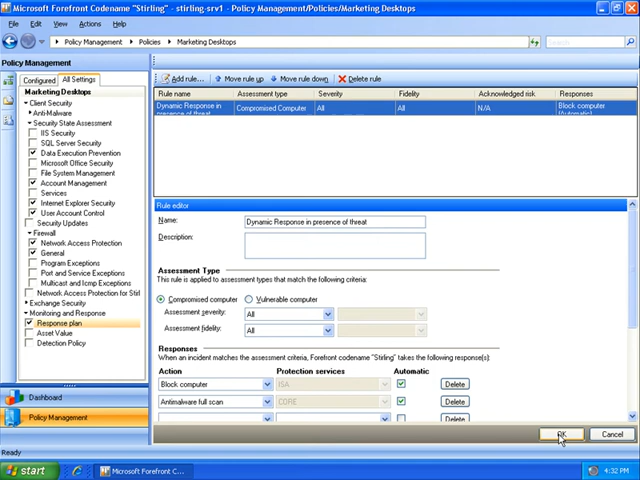 Microsoft Forefront Codename "Stirling" - stirling-srv1 - Policy Management/Policies/Marketing Desktops
File Edit View Actions Help
Policy Management Policies Marketing Desktops Search
Policy Management
Configured All Settings
Marketing Desktops
Client Security
Anti-Malware
Security State Assessment
IIS Security
SQL Server Security
Data Execution Prevention
Microsoft Office Security
File System Management
Account Management
Services
Internet Explorer Security
User Account Control
Security Updates
Firewall
Network Access Protection
General
Program Exceptions
Port and Service Exceptions
Multicast and Icmp Exceptions
Network Access Protection for Stirl
Exchange Security
Monitoring and Response
Response plan
Asset Value
Detection Policy
Dashboard
Policy Management
Add rule... Move rule up Move rule down Delete rule
Rule name Assessment type Severity Fidelity Acknowledged risk Responses
Dynamic Response in presence of threat Compromised Computer All All N/A Block computer (Automatic)
Rule editor
Name: Dynamic Response in presence of threat
Description:
Assessment Type
This rule is applied to assessment types that match the following criteria:
Compromised computer Vulnerable computer
Assessment severity: All
Assessment fidelity: All
Responses
When an incident matches the assessment criteria, Forefront codename "Stirling" takes the following response(s):
Action Protection services Automatic
Block computer ISA Delete
Antimalware full scan CORE Delete
Delete
OK Cancel
Ready
start Microsoft Forefront C... 4:32 PM